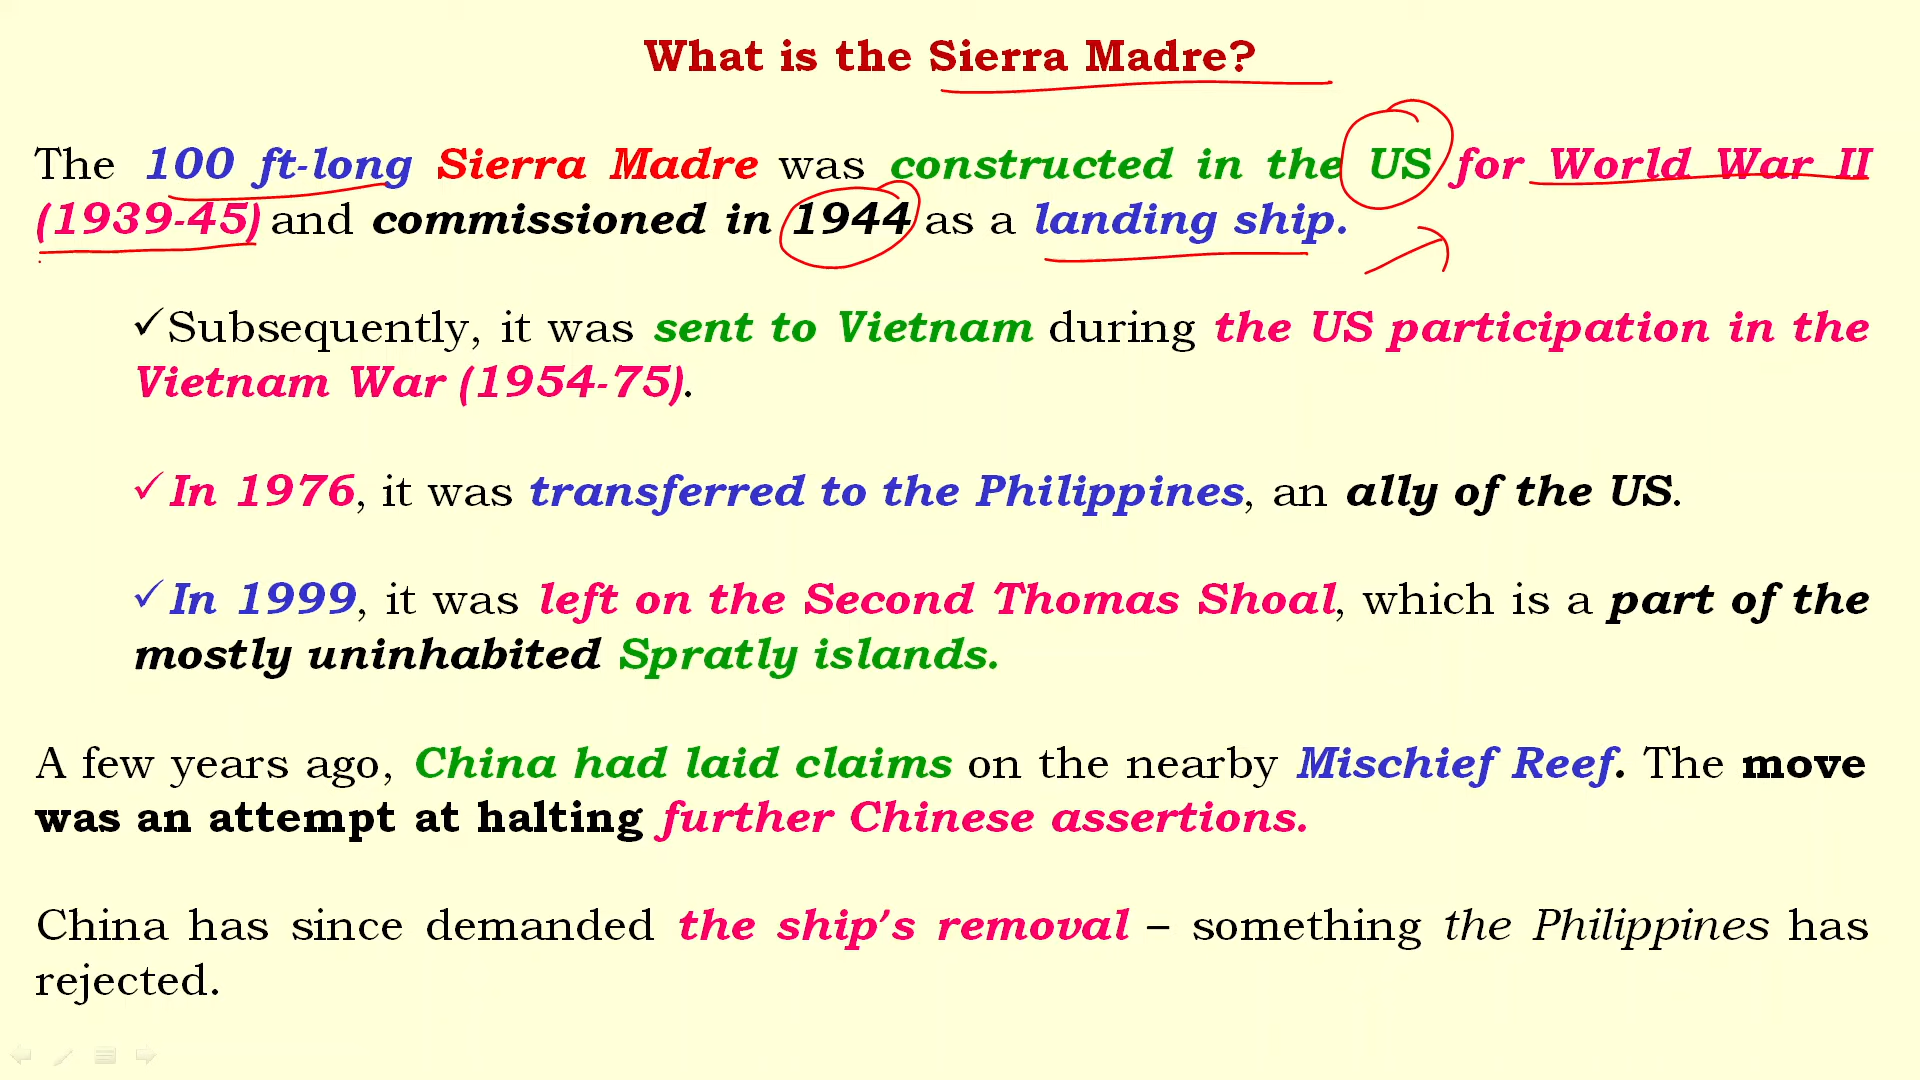 What is the Sierra Madre?
The 100 ft-long Sierra Madre was constructed in the US for World War II
(1939-45) and commissioned in 1944 as a landing ship.
✓Subsequently, it was sent to Vietnam during the US participation in the
Vietnam War (1954-75).
✓In 1976, it was transferred to the Philippines, an ally of the US.
✓In 1999, it was left on the Second Thomas Shoal, which is a part of the
mostly uninhabited Spratly islands.
A few years ago, China had laid claims on the nearby Mischief Reef. The move
was an attempt at halting further Chinese assertions.
China has since demanded the ship’s removal – something the Philippines has
rejected.